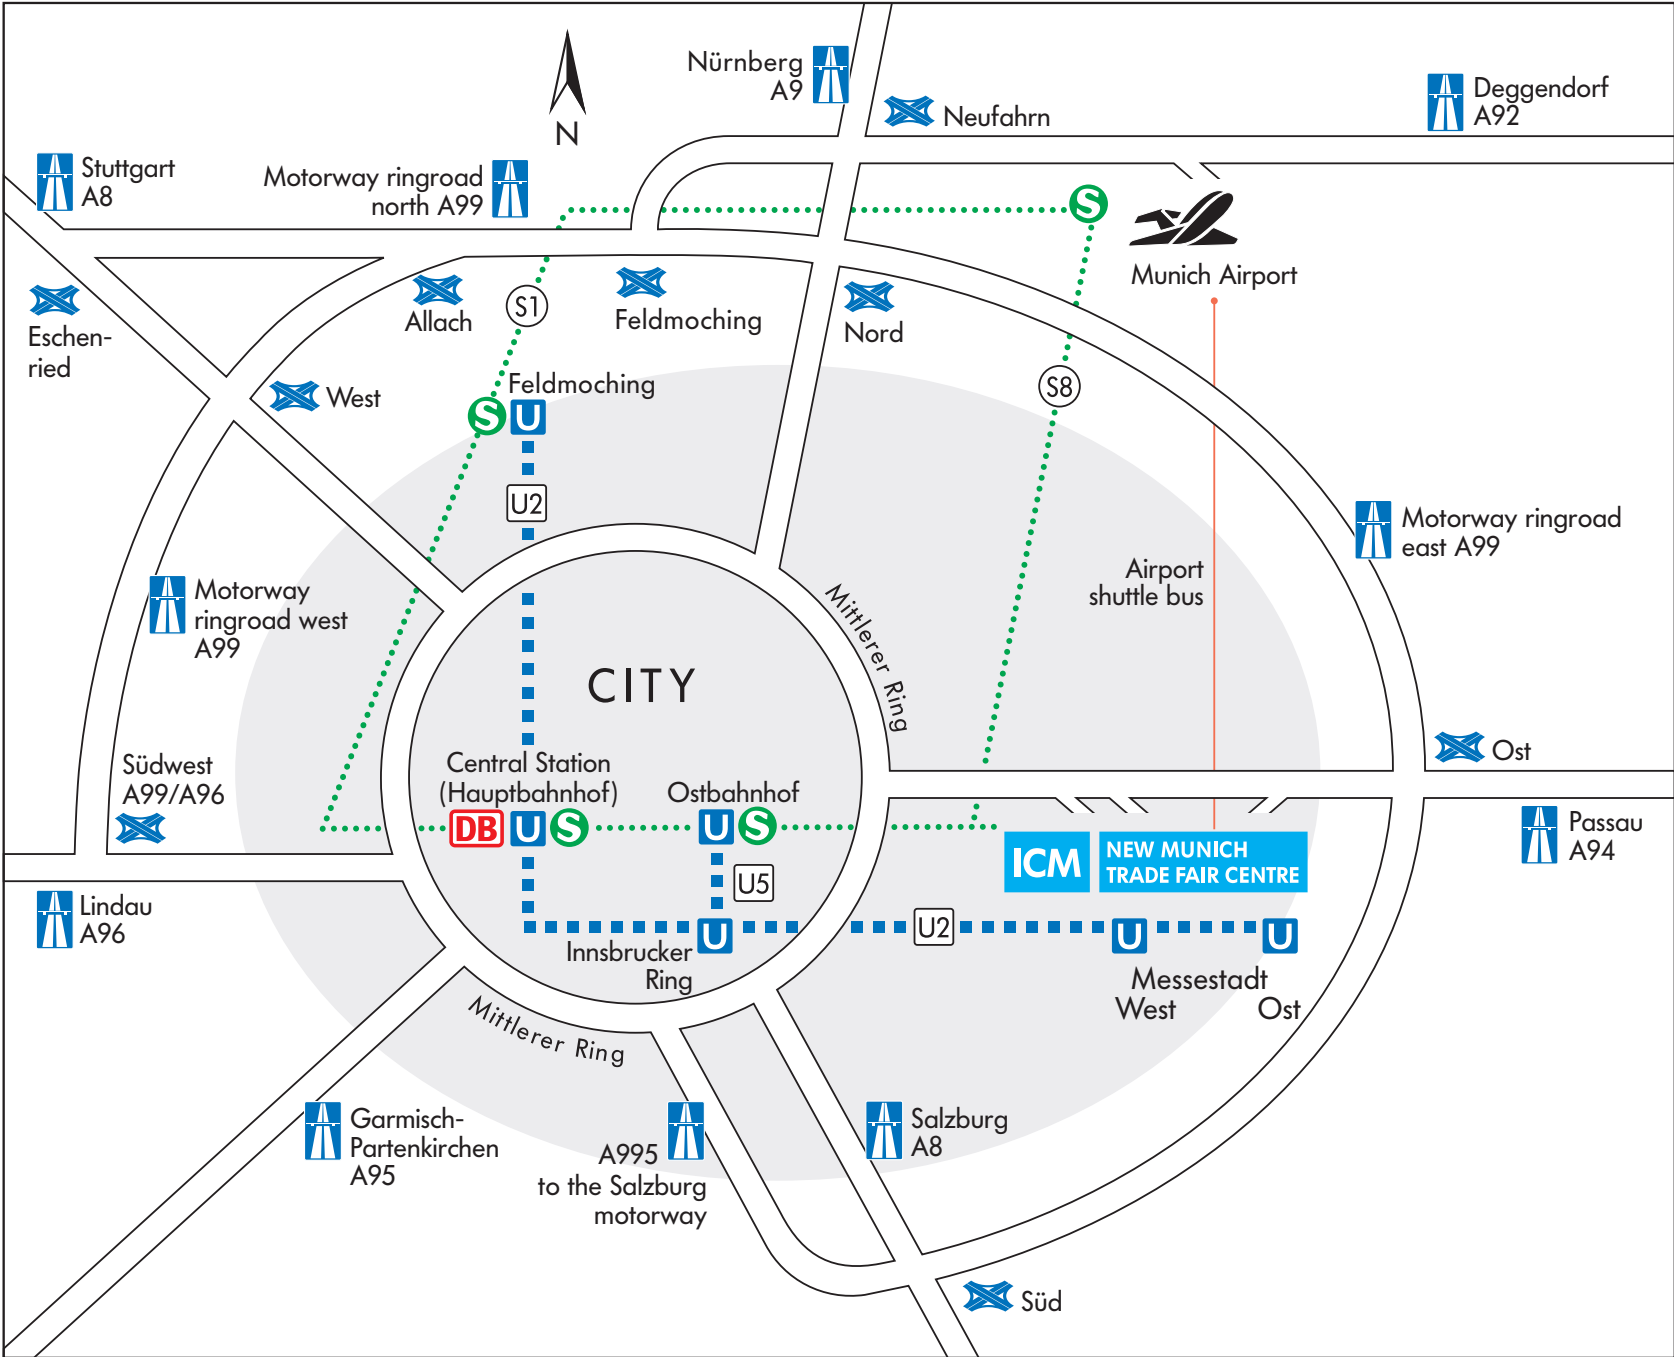 Nürnberg
A9
Neufahrn
Deggendorf
A92
N
Stuttgart
A8
Motorway ringroad
north A99
S
Munich Airport
Eschen-
ried
Allach
S1
Feldmoching
Nord
West
Feldmoching
S U
S8
U2
Motorway ringroad
east A99
Airport
shuttle bus
Motorway
ringroad west
A99
Mittlerer Ring
CITY
Südwest
A99/A96
Central Station
(Hauptbahnhof)
DB U S
Ostbahnhof
U S
Ost
Passau
A94
ICM
NEW MUNICH
TRADE FAIR CENTRE
U5
Lindau
A96
Innsbrucker
Ring
U
U2
U
U
Messestadt
West
Ost
Mittlerer Ring
Garmisch-
Partenkirchen
A95
A995
to the Salzburg
motorway
Salzburg
A8
Süd